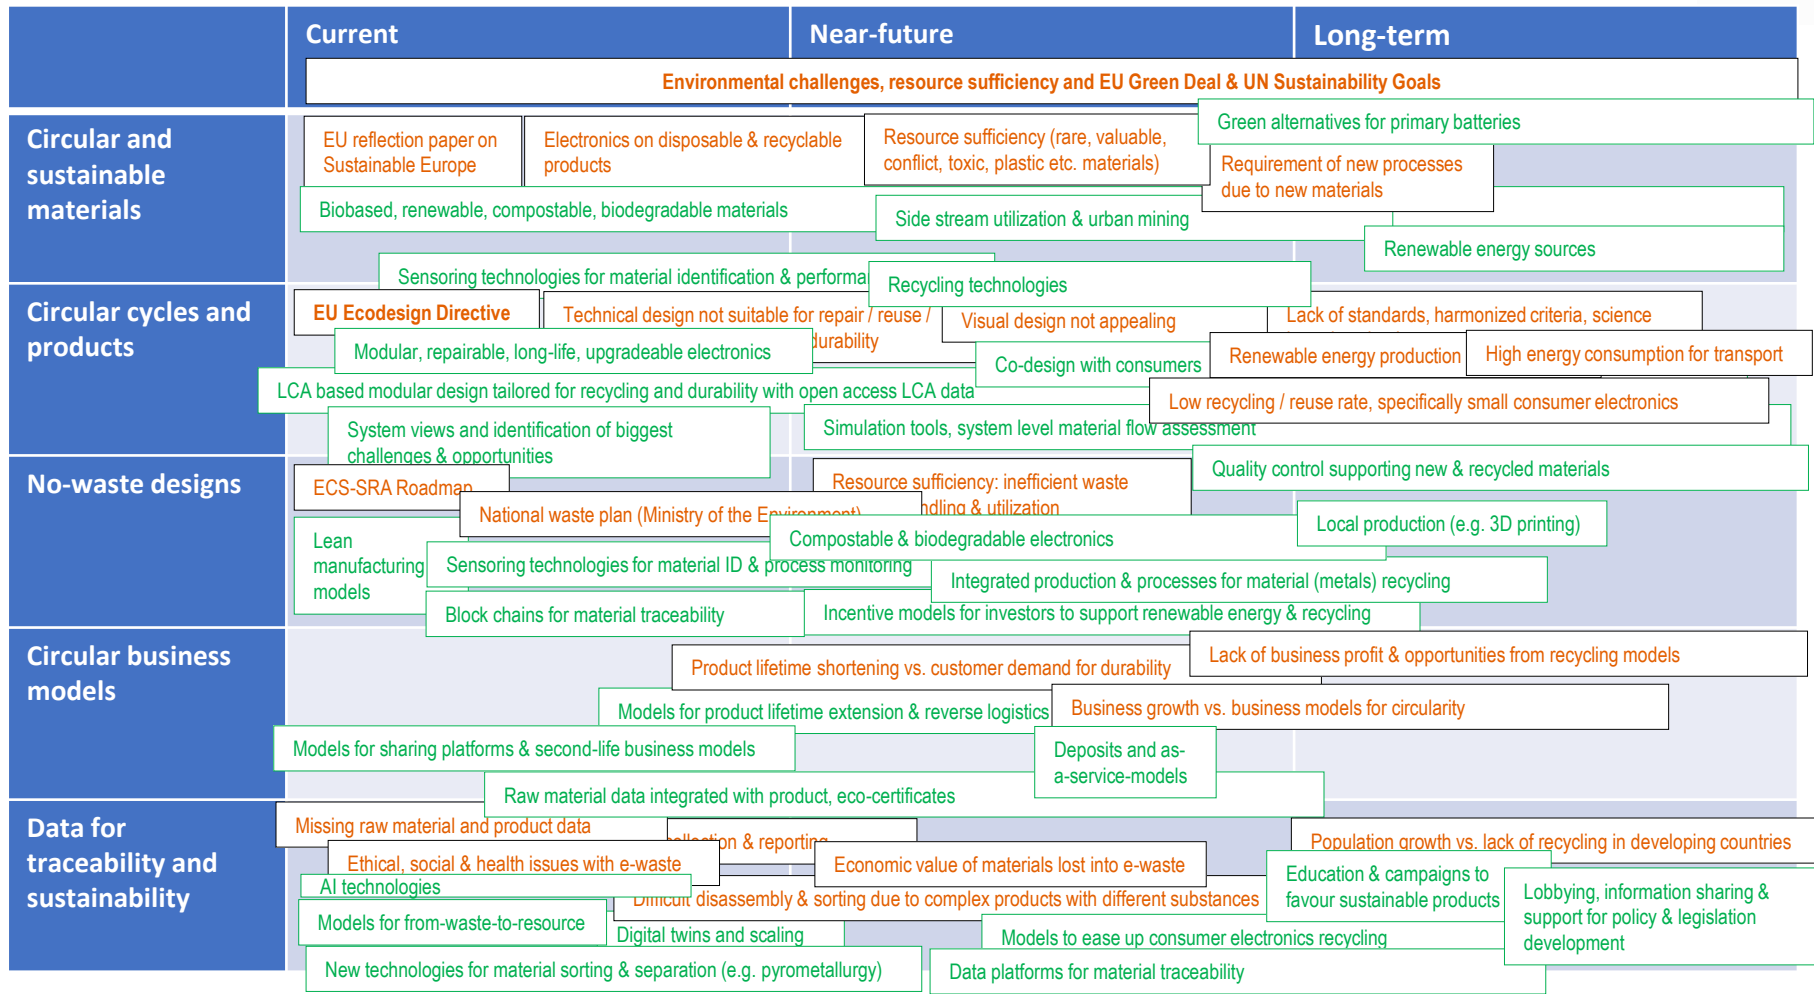 Current
Near-future
Long-term
Environmental challenges, resource sufficiency and EU Green Deal & UN Sustainability Goals
Circular and
sustainable
materials
EU reflection paper on
Sustainable Europe
Electronics on disposable & recyclable
products
Resource sufficiency (rare, valuable,
conflict, toxic, plastic etc. materials)
Green alternatives for primary batteries
Requirement of new processes
due to new materials
Biobased, renewable, compostable, biodegradable materials
Side stream utilization & urban mining
Renewable energy sources
Sensoring technologies for material identification &
Recycling technologies
Circular cycles and
products
EU Ecodesign Directive
Technical design not suitable for repair / reuse /
durability
Visual design not appealing
Lack of standards, harmonized criteria, science
Modular, repairable, long-life, upgradeable electronics
Co-design with consumers
Renewable energy production
High energy consumption for transport
LCA based modular design tailored for recycling and durability with open access LCA data
Low recycling / reuse rate, specifically small consumer electronics
System views and identification of biggest
challenges & opportunities
Simulation tools, system level material flow assessment
Quality control supporting new & recycled materials
No-waste designs
ECS-SRA Roadmap
Resource sufficiency: inefficient waste
& utilization
National waste plan (Ministry of the Environment)
Local production (e.g. 3D printing)
Lean
manufacturing
models
Compostable & biodegradable electronics
Sensoring technologies for material ID & process monitoring
Integrated production & processes for material (metals) recycling
Block chains for material traceability
Incentive models for investors to support renewable energy & recycling
Circular business
models
Product lifetime shortening vs. customer demand for durability
Lack of business profit & opportunities from recycling models
Models for product lifetime extension & reverse logistics
Business growth vs. business models for circularity
Models for sharing platforms & second-life business models
Deposits and as-
a-service-models
Raw material data integrated with product, eco-certificates
Data for
traceability and
sustainability
Missing raw material and product data
collection & reporting
Population growth vs. lack of recycling in developing countries
Ethical, social & health issues with e-waste
Economic value of materials lost into e-waste
AI technologies
Education & campaigns to
favour sustainable products
Lobbying, information sharing &
support for policy & legislation
development
Difficult disassembly & sorting due to complex products with different substances
Models for from-waste-to-resource
Digital twins and scaling
Models to ease up consumer electronics recycling
New technologies for material sorting & separation (e.g. pyrometallurgy)
Data platforms for material traceability